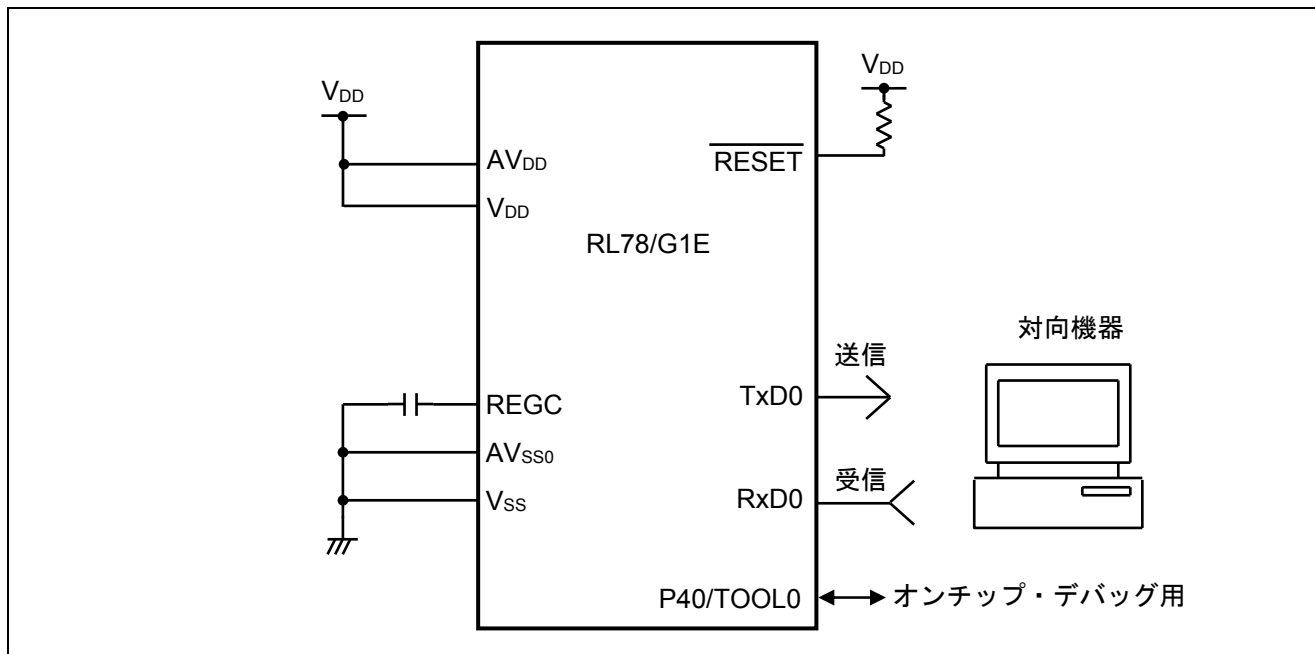 VDD
AVDD
VDD
REGC
AVSS0
VSS
RL78/G1E
VDD
RESET
対向機器
送信
TxD0
受信
RxD0
P40/TOOL0
オンチップ・デバッグ用